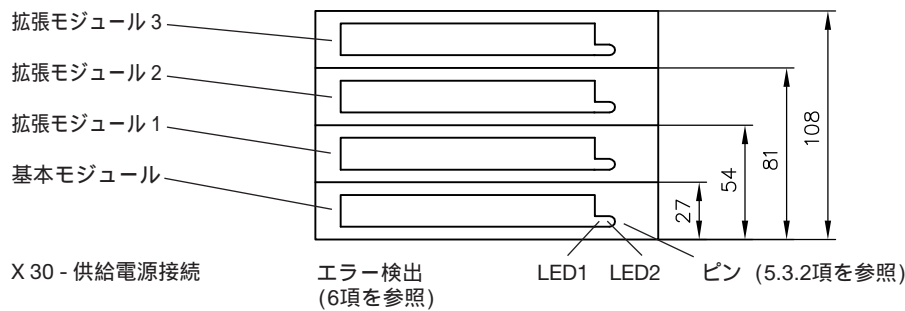 拡張モジュール 3
拡張モジュール 2
拡張モジュール 1
基本モジュール
27
54
81
108
X 30 - 供給電源接続
エラー検出
(6項を参照)
LED1
LED2
ピン (5.3.2項を参照)